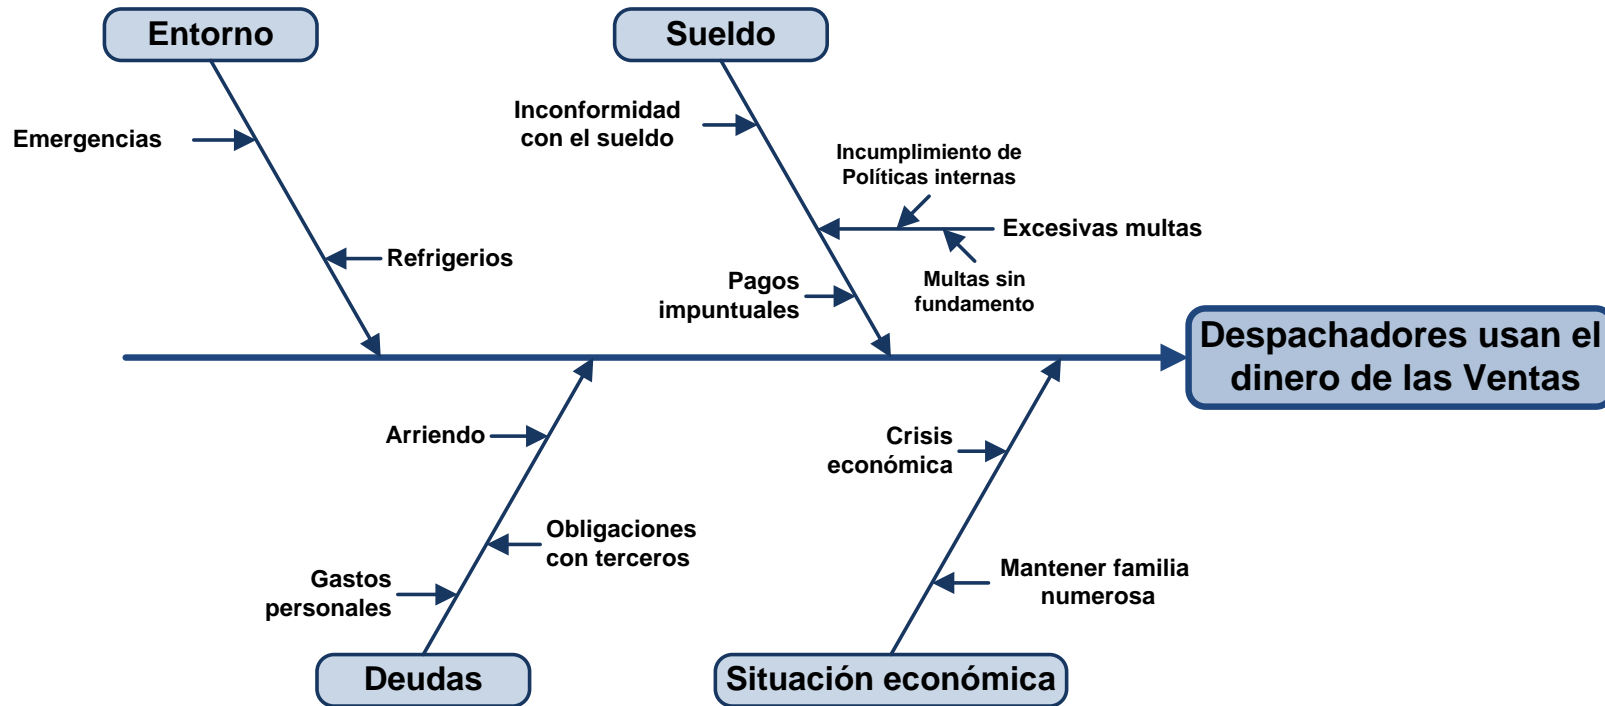 Entorno
Sueldo
Emergencias
Inconformidad
con el sueldo
Incumplimiento de
Políticas internas
Excesivas multas
Refrigerios
Pagos
impuntuales
Multas sin
fundamento
Despachadores usan el
dinero de las Ventas
Arriendo
Crisis
económica
Obligaciones
con terceros
Gastos
personales
Mantener familia
numerosa
Deudas
Situación económica